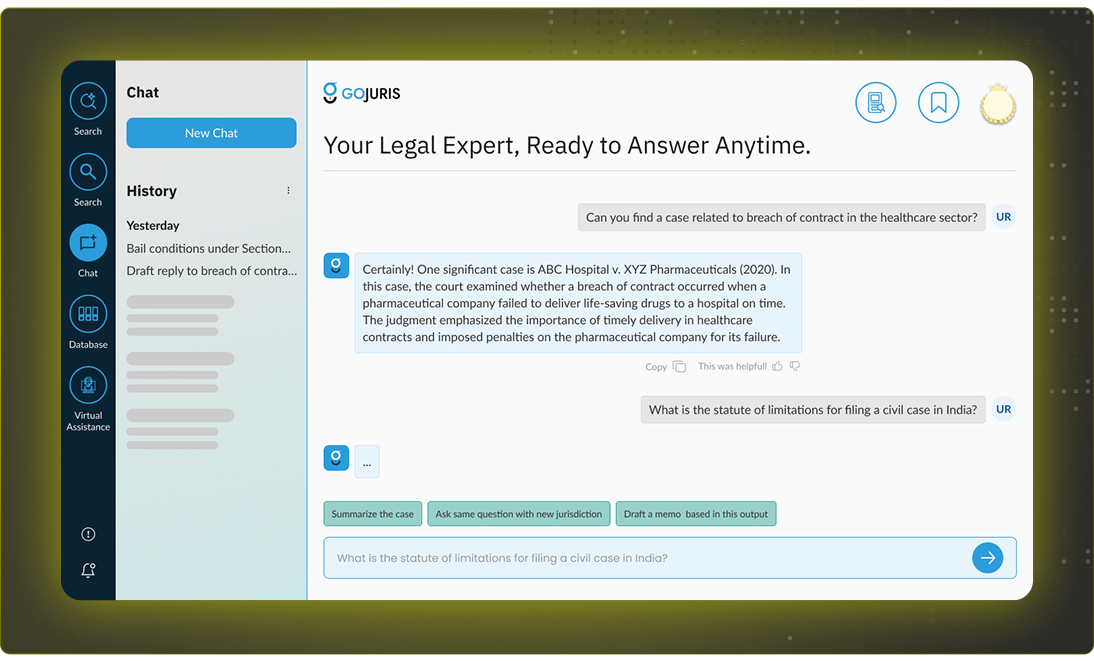 Search
Search
Chat
Database
Virtual
Assistance
Chat
New Chat
History
Yesterday
Bail conditions under Section...
Draft reply to breach of contra...
GOJURIS
Your Legal Expert, Ready to Answer Anytime.
Can you find a case related to breach of contract in the healthcare sector?
UR
Certainly! One significant case is ABC Hospital v. XYZ Pharmaceuticals (2020). In
this case, the court examined whether a breach of contract occurred when a
pharmaceutical company failed to deliver life-saving drugs to a hospital on time.
The judgment emphasized the importance of timely delivery in healthcare
contracts and imposed penalties on the pharmaceutical company for its failure.
Copy
This was helpfull
What is the statute of limitations for filing a civil case in India?
UR
...
Summarize the case
Ask same question with new jurisdiction
Draft a memo based in this output
What is the statute of limitations for filing a civil case in India?